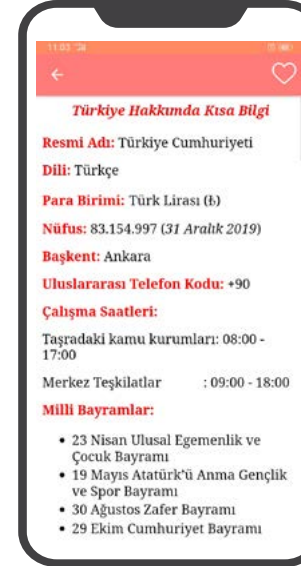 11:03
Türkiye Hakkında Kısa Bilgi
Resmi Adı: Türkiye Cumhuriyeti
Dili: Türkçe
Para Birimi: Türk Lirası (₺)
Nüfus: 83.154.997 (31 Aralık 2019)
Başkent: Ankara
Uluslararası Telefon Kodu: +90
Çalışma Saatleri:
Taşradaki kamu kurumları: 08:00 -
17:00
Merkez Teşkilatlar : 09:00 - 18:00
Milli Bayramlar:
• 23 Nisan Ulusal Egemenlik ve
Çocuk Bayramı
• 19 Mayıs Atatürk'ü Anma Gençlik
ve Spor Bayramı
• 30 Ağustos Zafer Bayramı
• 29 Ekim Cumhuriyet Bayramı